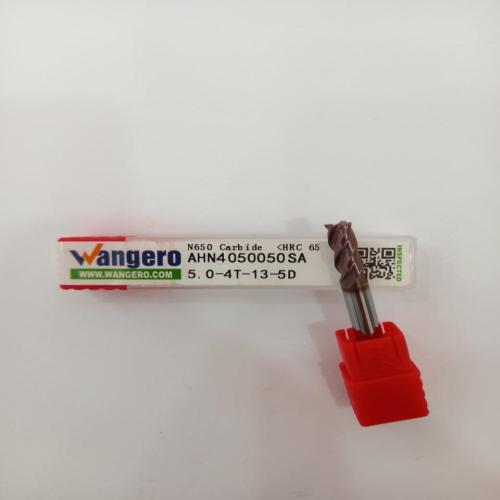 Wangero
WWW.WANGERO.COM
N650 Carbide <HRC 65
AHN4050050SA
5.0-4T-13-5D
INSPECTED